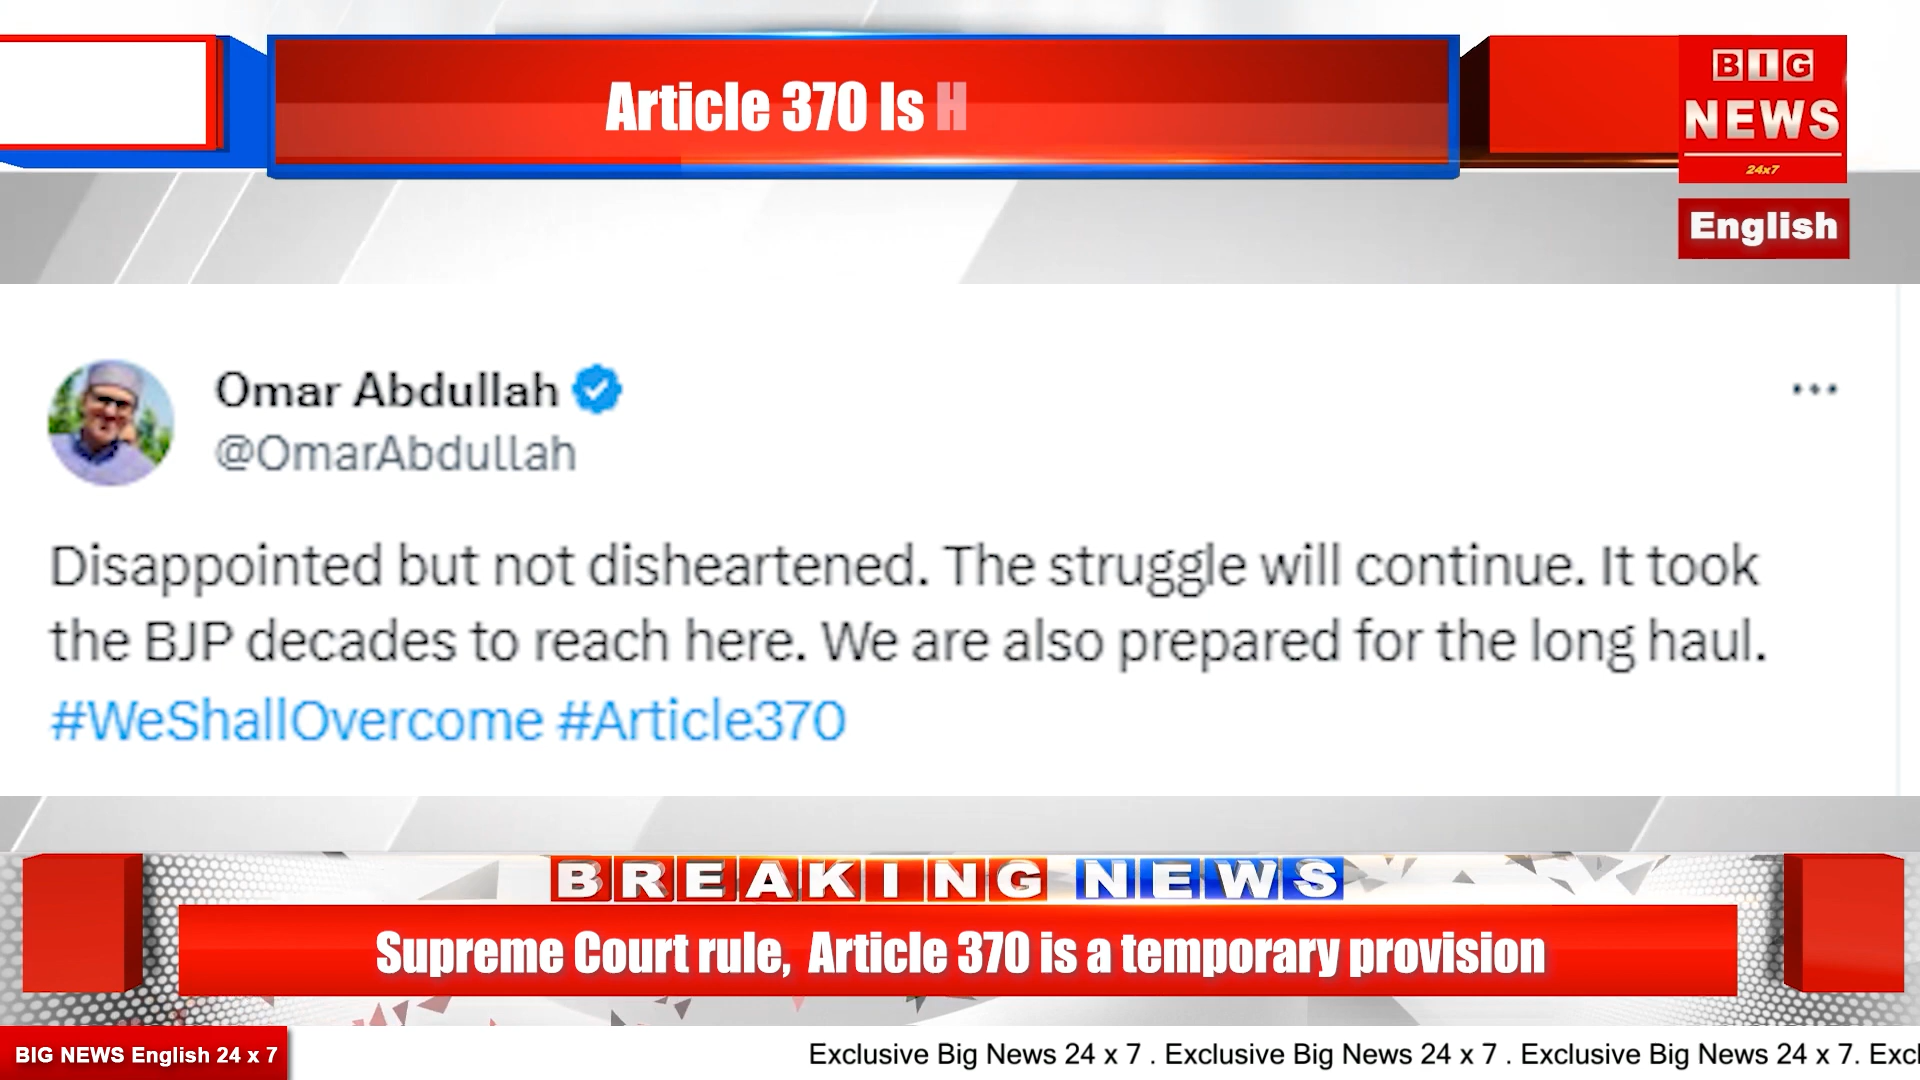 Article 370 Is H
BIG
NEWS
24x7
English
Omar Abdullah
@OmarAbdullah
Disappointed but not disheartened. The struggle will continue. It took
the BJP decades to reach here. We are also prepared for the long haul.
#WeShallOvercome #Article370
BREAKING NEWS
Supreme Court rule, Article 370 is a temporary provision
BIG NEWS English 24 x 7
Exclusive Big News 24 x 7 . Exclusive Big News 24 x 7 . Exclusive Big News 24 x 7. Excl